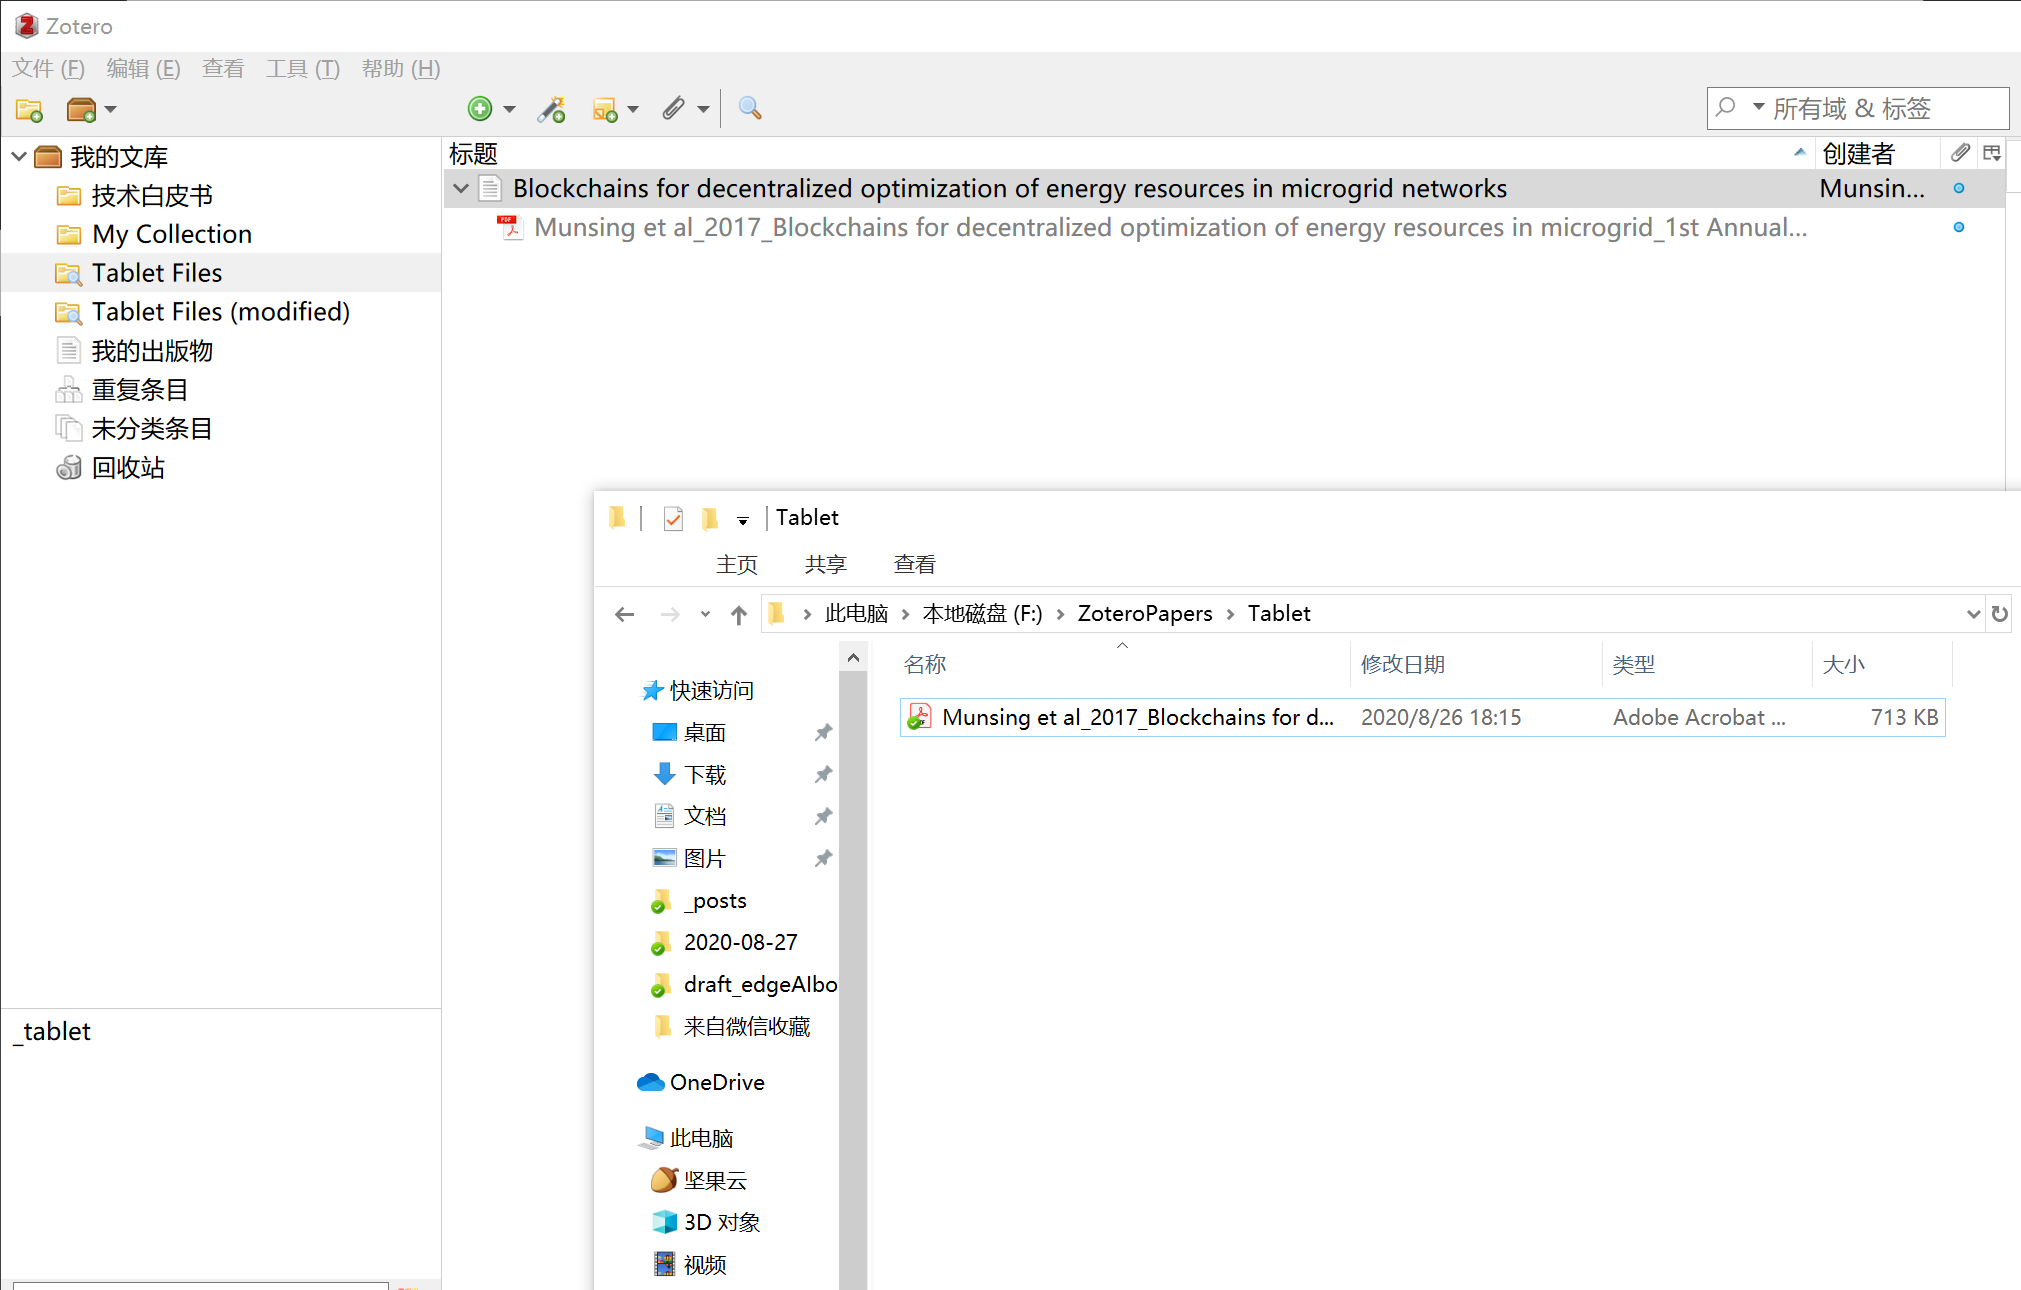 Zotero
文件 (F) 编辑 (E) 查看 工具 (T) 帮助 (H)
所有域 & 标签
我的文库
技术白皮书
My Collection
Tablet Files
Tablet Files (modified)
我的出版物
重复条目
未分类条目
回收站
_tablet
标题 创建者
Blockchains for decentralized optimization of energy resources in microgrid networks Munsin...
Munsing et al_2017_Blockchains for decentralized optimization of energy resources in microgrid_1st Annual...
Tablet
主页 共享 查看
此电脑 本地磁盘 (F:) ZoteroPapers Tablet
快速访问
桌面
下载
文档
图片
_posts
2020-08-27
draft_edgeAIbo
来自微信收藏
OneDrive
此电脑
坚果云
3D 对象
视频
名称 修改日期 类型 大小
Munsing et al_2017_Blockchains for d... 2020/8/26 18:15 Adobe Acrobat ... 713 KB